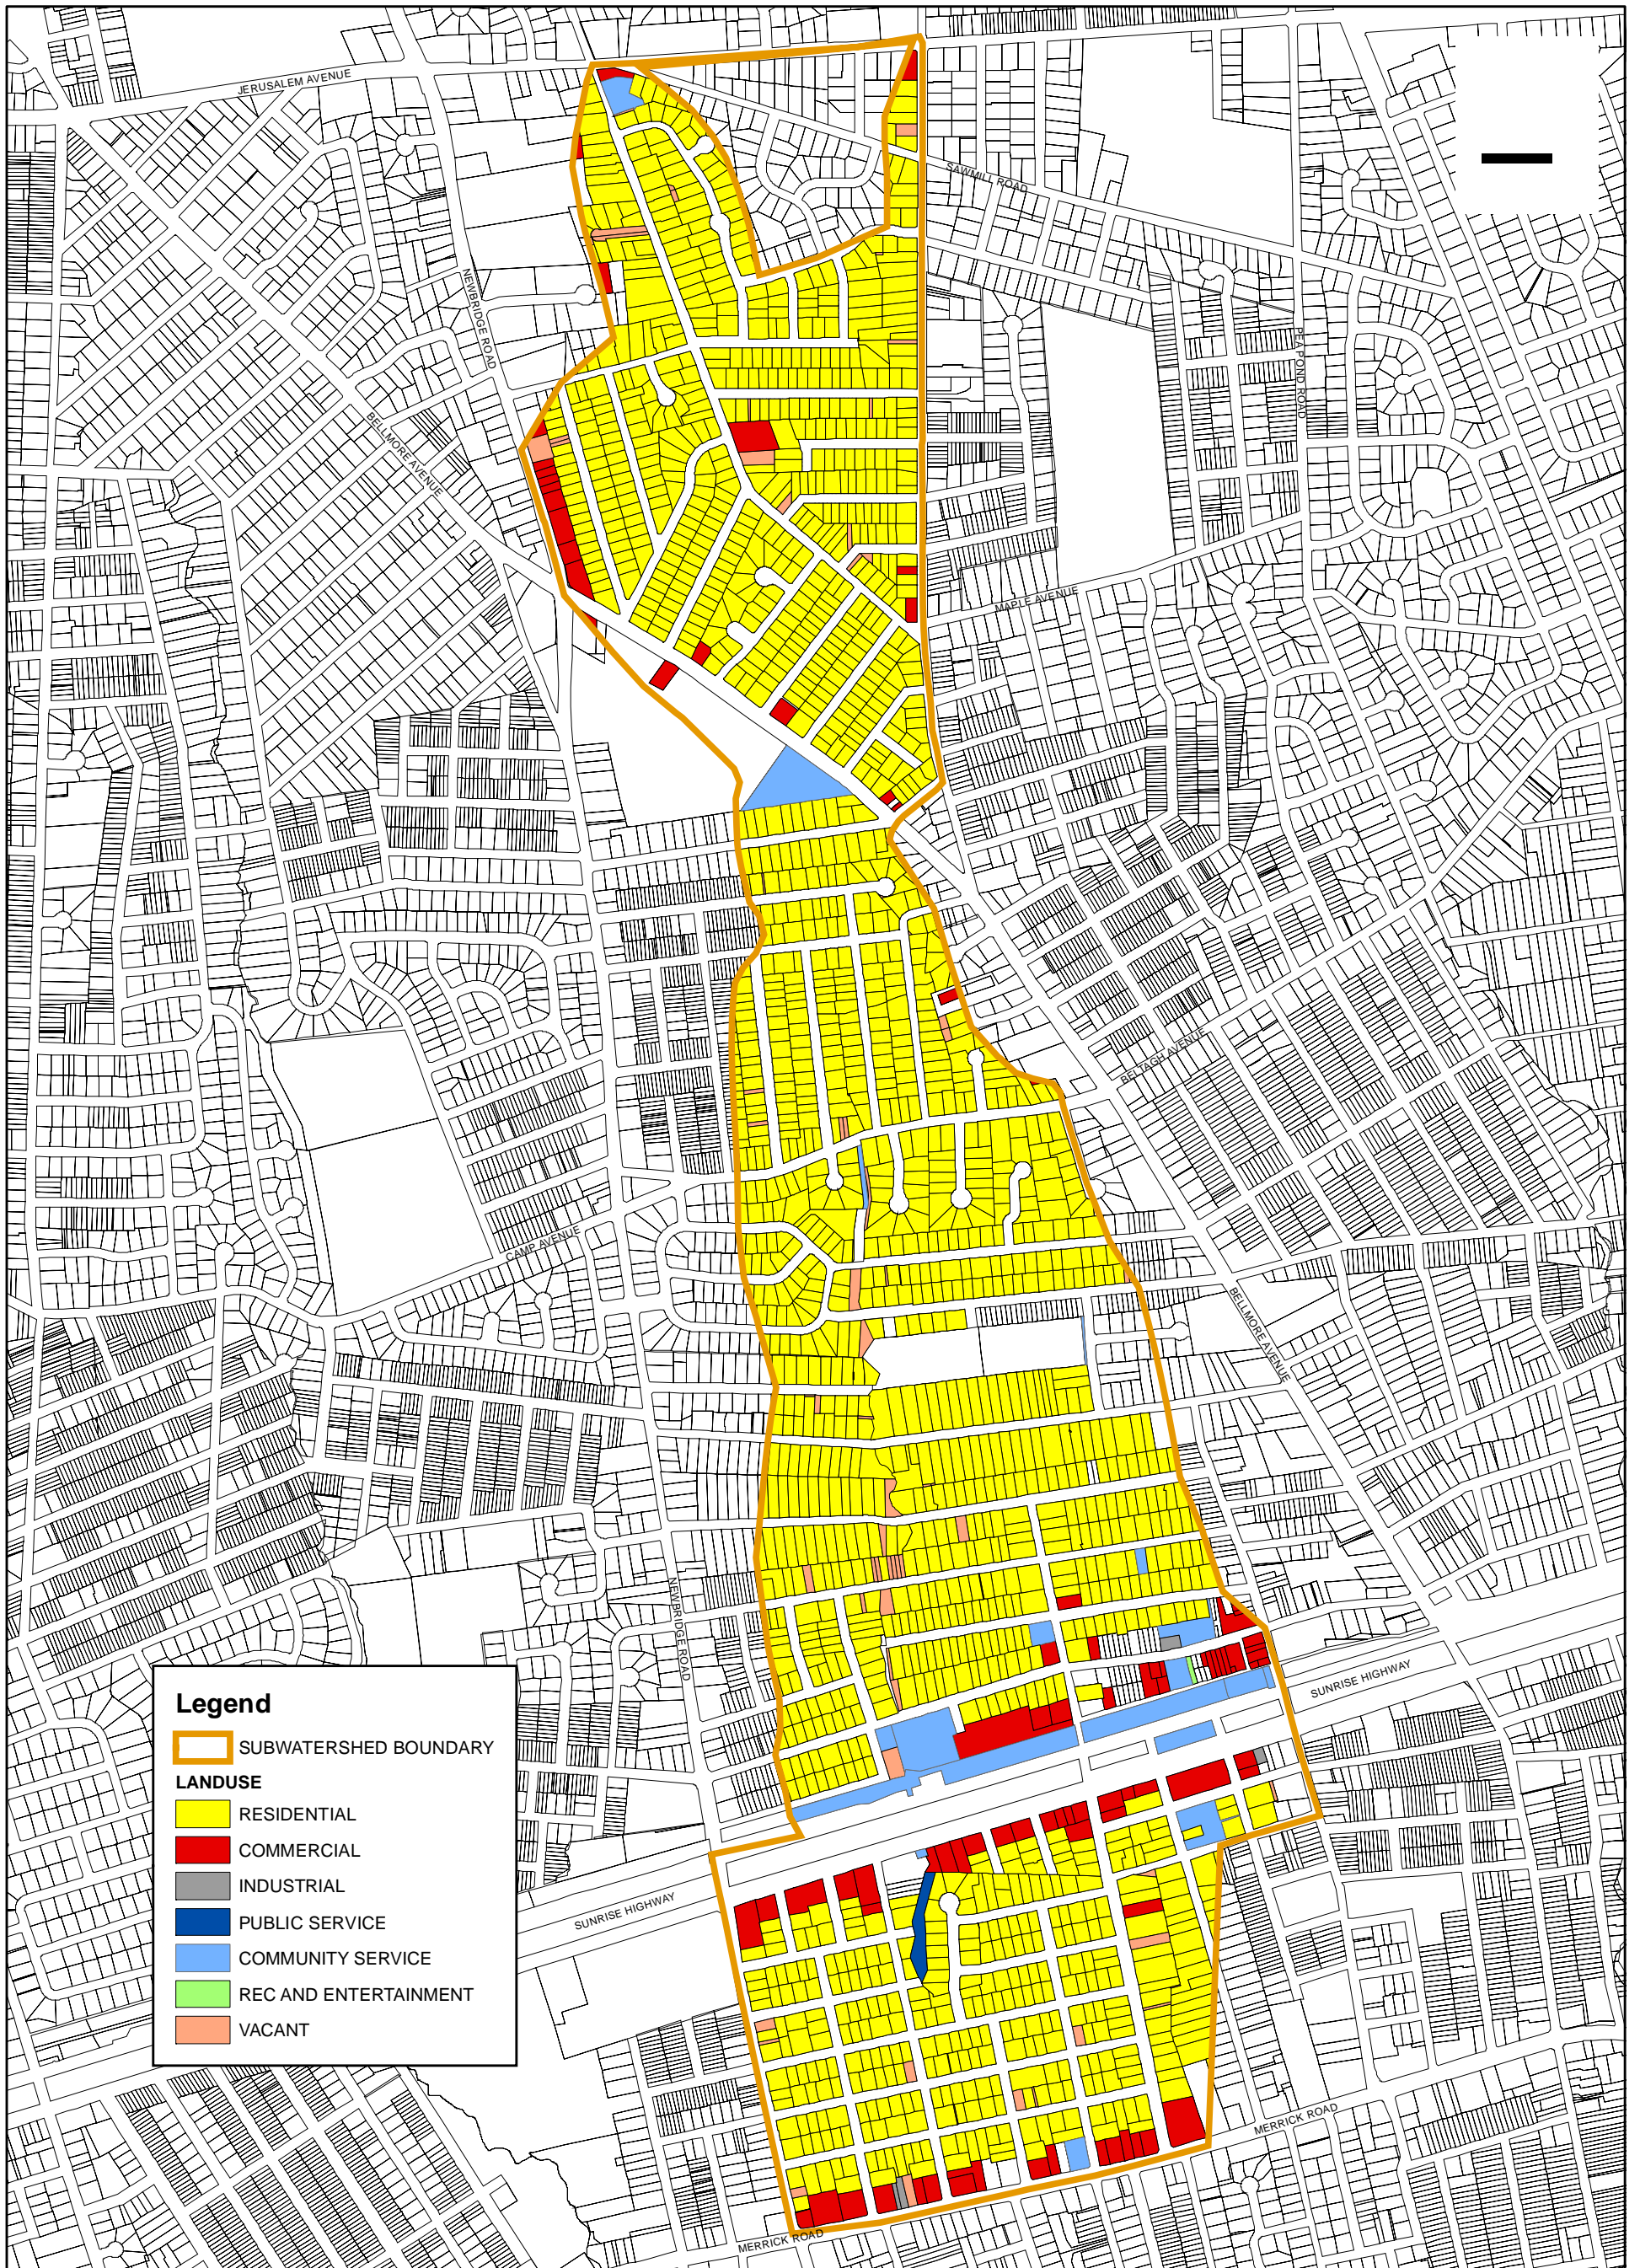 JERUSALEM AVENUE
SAWMILL ROAD
NEWBRIDGE ROAD
PEA POND ROAD
BELLMORE AVENUE
MAPLE AVENUE
BELTAGH AVENUE
CAMP AVENUE
BELLMORE AVENUE
NEWBRIDGE ROAD
SUNRISE HIGHWAY
Legend
SUBWATERSHED BOUNDARY
LANDUSE
RESIDENTIAL
COMMERCIAL
INDUSTRIAL
PUBLIC SERVICE
COMMUNITY SERVICE
REC AND ENTERTAINMENT
VACANT
SUNRISE HIGHWAY
MERRICK ROAD
MERRICK ROAD